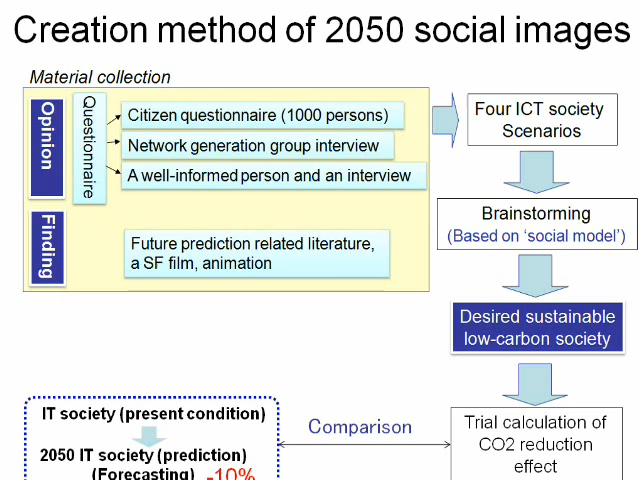 Creation method of 2050 social images
Material collection
Opinion
Questionnaire
Citizen questionnaire (1000 persons)
Network generation group interview
A well-informed person and an interview
Finding
Future prediction related literature,
a SF film, animation
Four ICT society
Scenarios
Brainstorming
(Based on ‘social model’)
Desired sustainable
low-carbon society
Trial calculation of
CO2 reduction
effect
Comparison
IT society (present condition)
2050 IT society (prediction)
(Forecasting) -10%